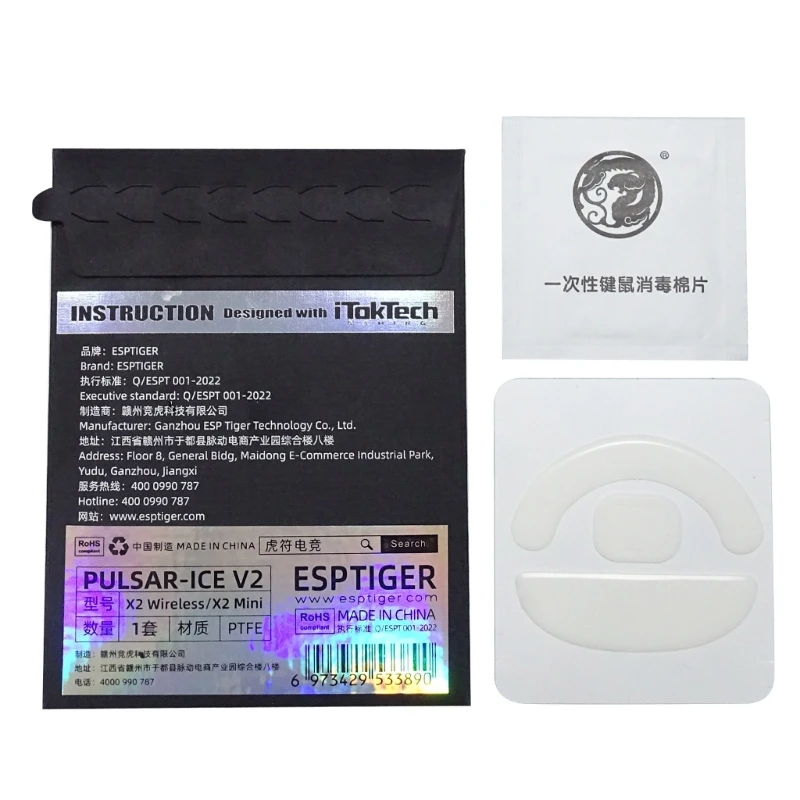 INSTRUCTION Designed with iTokTech
GAMING
品牌：ESPTIGER
Brand: ESPTIGER
执行标准：Q/ESPT 001-2022
Executive standard: Q/ESPT 001-2022
制造商：赣州竞虎科技有限公司
Manufacturer: Ganzhou ESP Tiger Technology Co., Ltd.
地址：江西省赣州市于都县脉动电商产业园综合楼八楼
Address: Floor 8, General Bldg, Maidong E-Commerce Industrial Park,
Yudu, Ganzhou, Jiangxi
服务热线：400 0990 787
Hotline: 400 0990 787
网站：www.esptiger.com
RoHS
compliant
中国制造 MADE IN CHINA
虎符电竞
Search
PULSAR-ICE V2
型号 X2 Wireless/X2 Mini
数量 1套 材质 PTFE
ESPTIGER
www.esptiger.com
RoHS
compliant
MADE IN CHINA
执行标准 Q/ESPT 001-2022
制造：赣州竞虎科技有限公司
地址：江西省赣州市于都县脉动电商产业园综合楼八楼
电话：4000 990 787
6 973429 533890
®
一次性键鼠消毒棉片